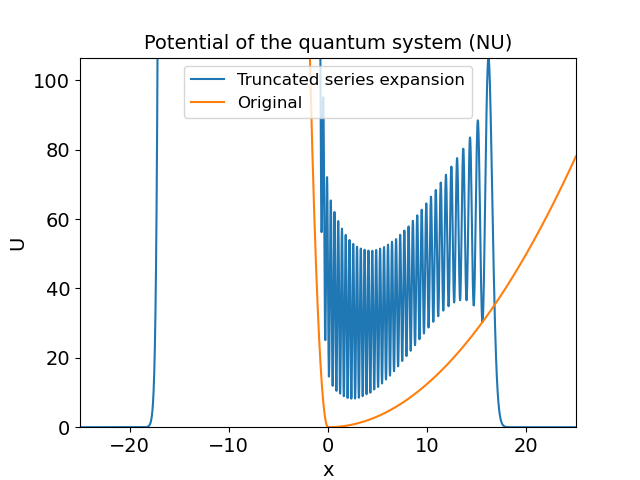 Potential of the quantum system (NU)
Truncated series expansion
Original
100
80
60
40
20
0
U
−20
−10
0
10
20
x